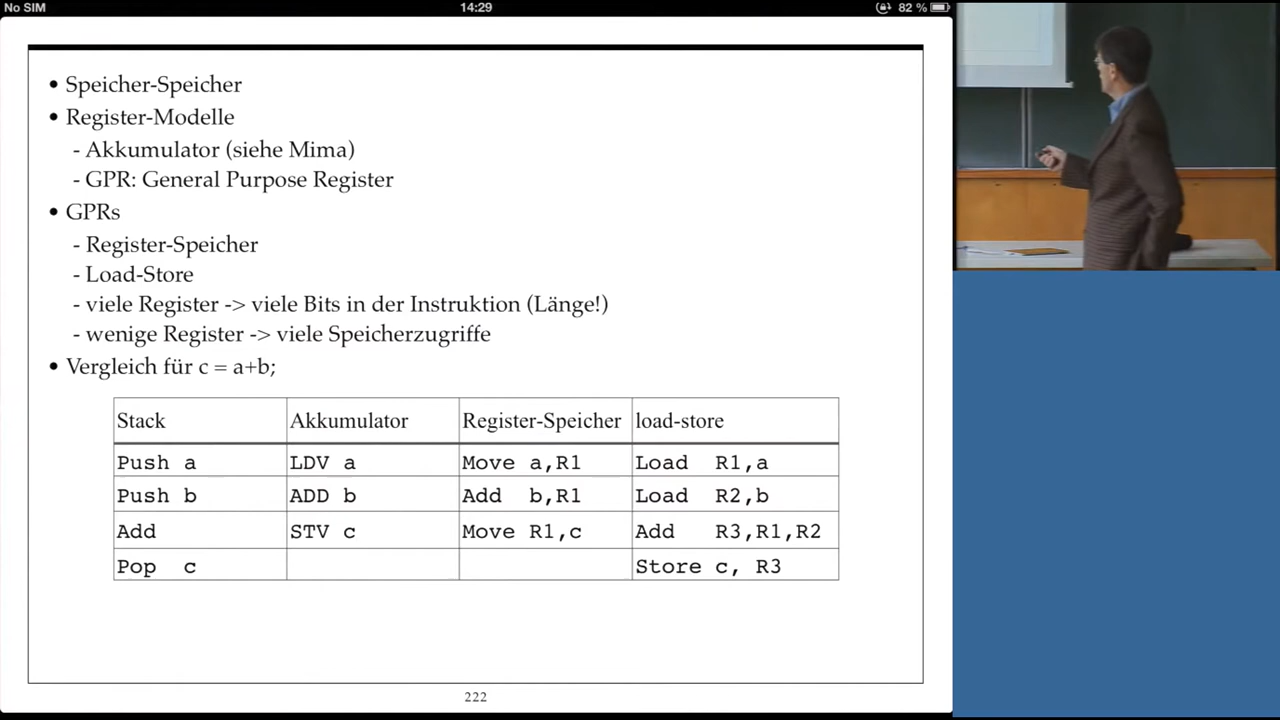 No SIM 14:29 82 %
• Speicher-Speicher
• Register-Modelle
- Akkumulator (siehe Mima)
- GPR: General Purpose Register
• GPRs
- Register-Speicher
- Load-Store
- viele Register -> viele Bits in der Instruktion (Länge!)
- wenige Register -> viele Speicherzugriffe
• Vergleich für c = a+b;
Stack Akkumulator Register-Speicher load-store
Push a LDV a Move a,R1 Load R1,a
Push b ADD b Add b,R1 Load R2,b
Add STV c Move R1,c Add R3,R1,R2
Pop c Store c, R3
222